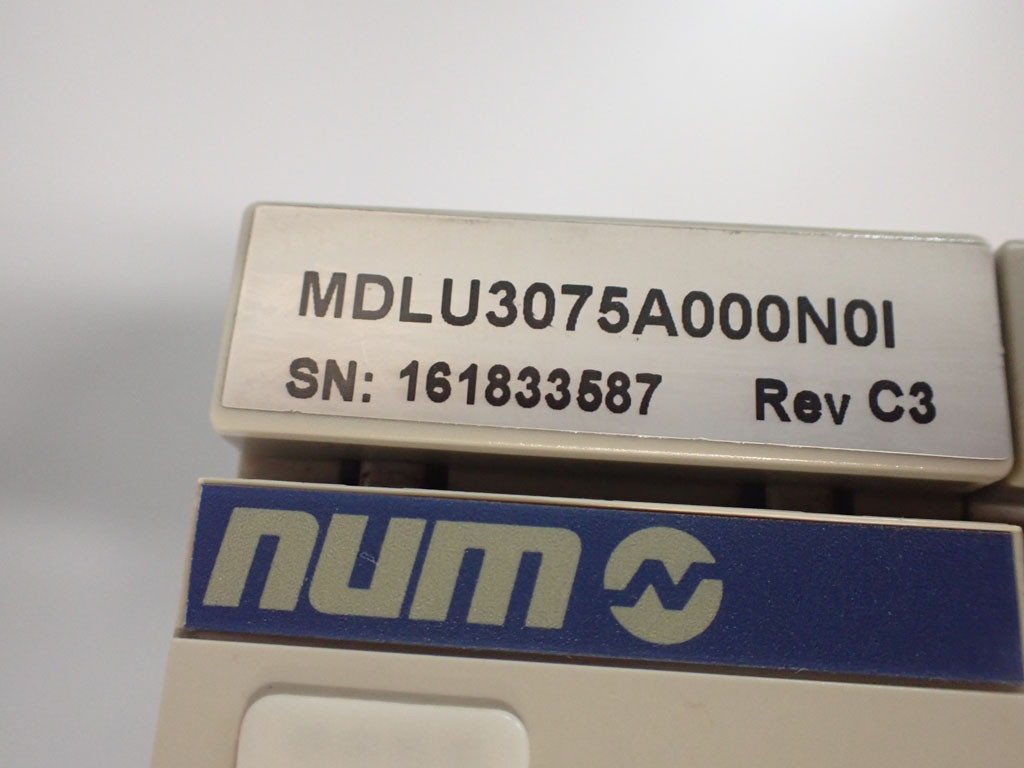 MDLU3075A000N0I
SN: 161833587 Rev C3
num